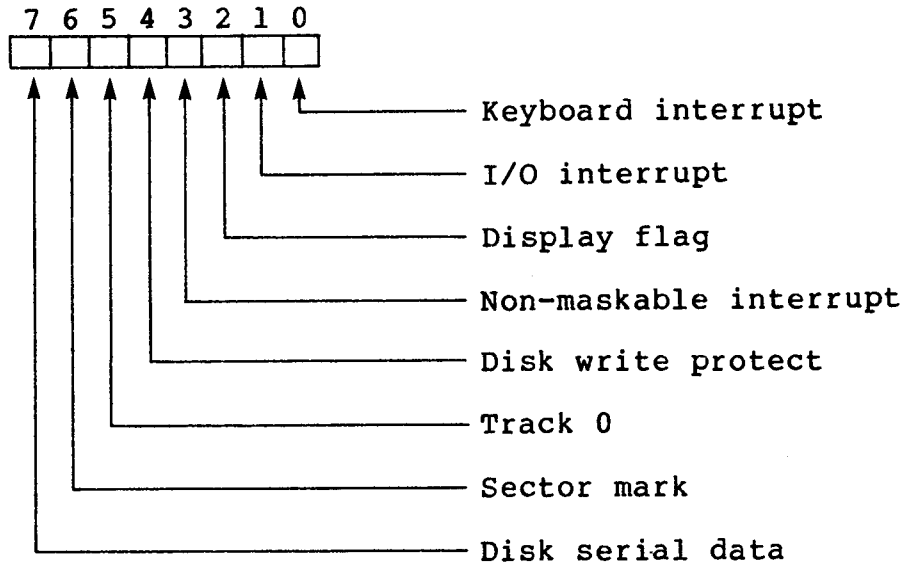 7 6 5 4 3 2 1 0
Keyboard interrupt
I/O interrupt
Display flag
Non-maskable interrupt
Disk write protect
Track 0
Sector mark
Disk serial data